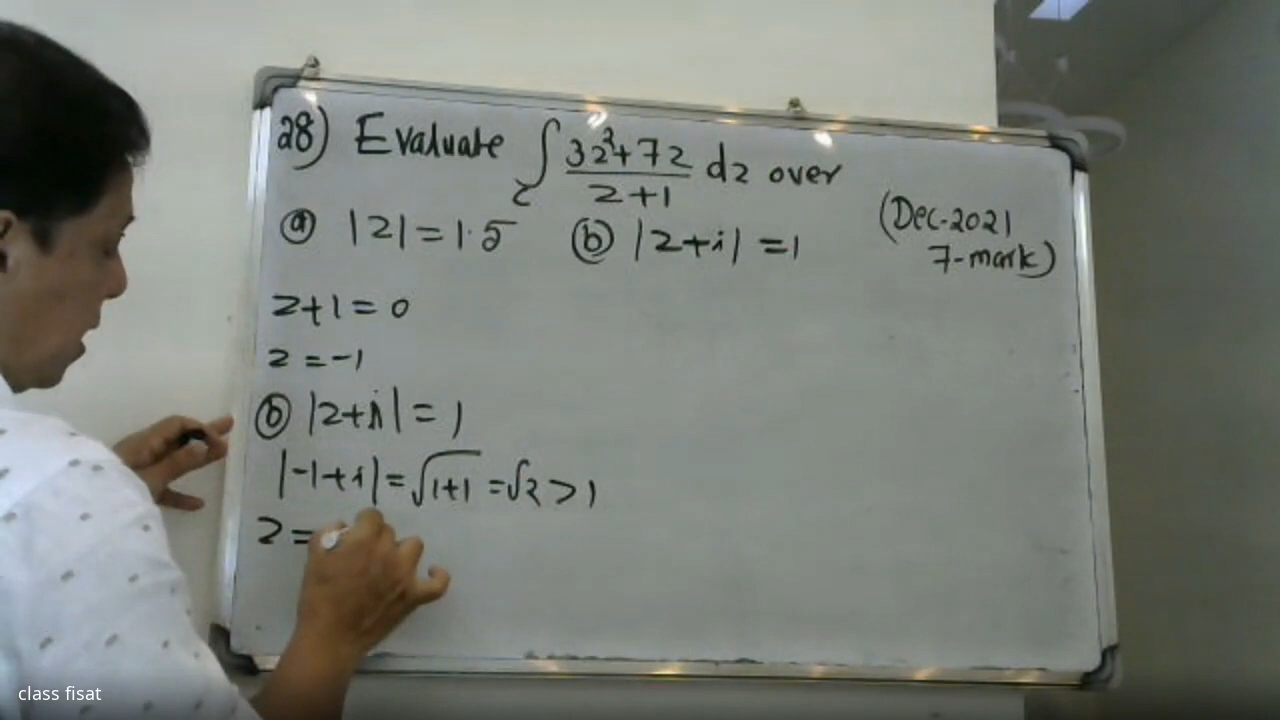 28) Evaluate ∫_C (3z²+7z)/(z+1) dz over
(a) |z| = 1.5 (b) |z+i| = 1
(Dec-2021
7-mark)
z+1 = 0
z = -1
(b) |z+i| = 1
|-1+i| = √(1+1) = √2 > 1
z =
class fisat